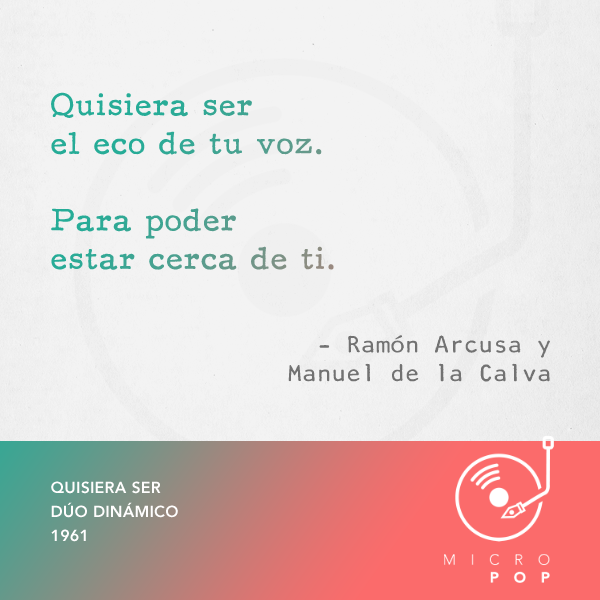 Quisiera ser
el eco de tu voz.
Para poder
estar cerca de ti.
– Ramón Arcusa y
Manuel de la Calva
QUISIERA SER
DÚO DINÁMICO
1961
MICRO
POP